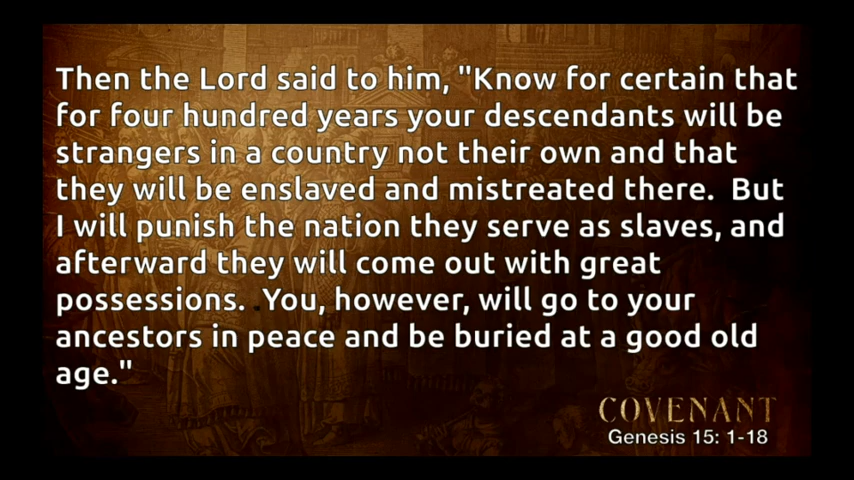 Then the Lord said to him, "Know for certain that
for four hundred years your descendants will be
strangers in a country not their own and that
they will be enslaved and mistreated there.  But
I will punish the nation they serve as slaves, and
afterward they will come out with great
possessions.  You, however, will go to your
ancestors in peace and be buried at a good old
age."
COVENANT
Genesis 15: 1-18